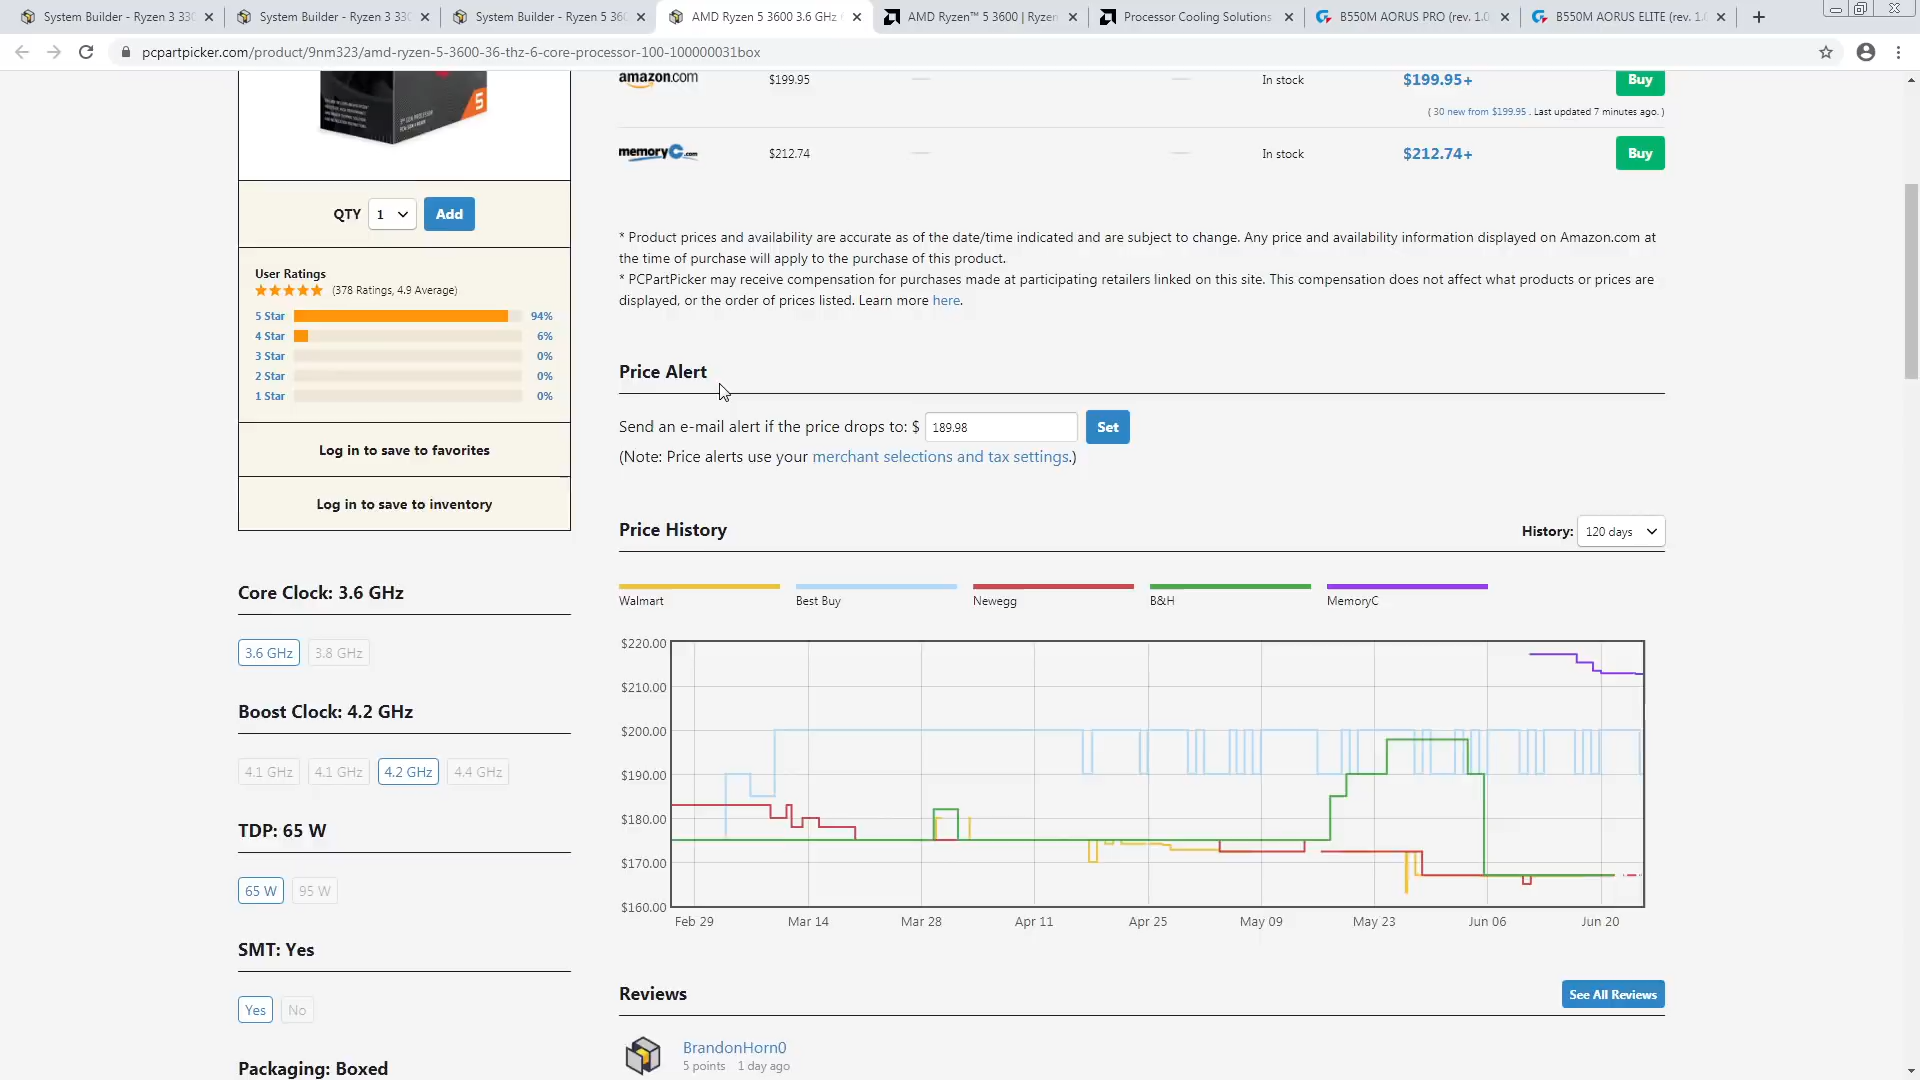 System Builder - Ryzen 3 330
System Builder - Ryzen 3 330
System Builder - Ryzen 5 360
AMD Ryzen 5 3600 3.6 GHz
AMD Ryzen™ 5 3600 | Ryzen
Processor Cooling Solutions
B550M AORUS PRO (rev. 1.0
B550M AORUS ELITE (rev. 1.0
pcpartpicker.com/product/9nm323/amd-ryzen-5-3600-36-thz-6-core-processor-100-100000031box
5
amazon.com $199.95 In stock $199.95+ Buy
( 30 new from $199.95 . Last updated 7 minutes ago. )
memoryC.com $212.74 In stock $212.74+ Buy
QTY 1 Add
* Product prices and availability are accurate as of the date/time indicated and are subject to change. Any price and availability information displayed on Amazon.com at
the time of purchase will apply to the purchase of this product.
* PCPartPicker may receive compensation for purchases made at participating retailers linked on this site. This compensation does not affect what products or prices are
displayed, or the order of prices listed. Learn more here.
User Ratings
(378 Ratings, 4.9 Average)
5 Star 94%
4 Star 6%
3 Star 0%
2 Star 0%
1 Star 0%
Log in to save to favorites
Log in to save to inventory
Price Alert
Send an e-mail alert if the price drops to: $ 189.98 Set
(Note: Price alerts use your merchant selections and tax settings.)
Price History
History: 120 days
Walmart
Best Buy
Newegg
B&H
MemoryC
$220.00
$210.00
$200.00
$190.00
$180.00
$170.00
$160.00
Feb 29 Mar 14 Mar 28 Apr 11 Apr 25 May 09 May 23 Jun 06 Jun 20
Core Clock: 3.6 GHz
3.6 GHz 3.8 GHz
Boost Clock: 4.2 GHz
4.1 GHz 4.1 GHz 4.2 GHz 4.4 GHz
TDP: 65 W
65 W 95 W
SMT: Yes
Yes No
Packaging: Boxed
Reviews
See All Reviews
BrandonHorn0
5 points 1 day ago